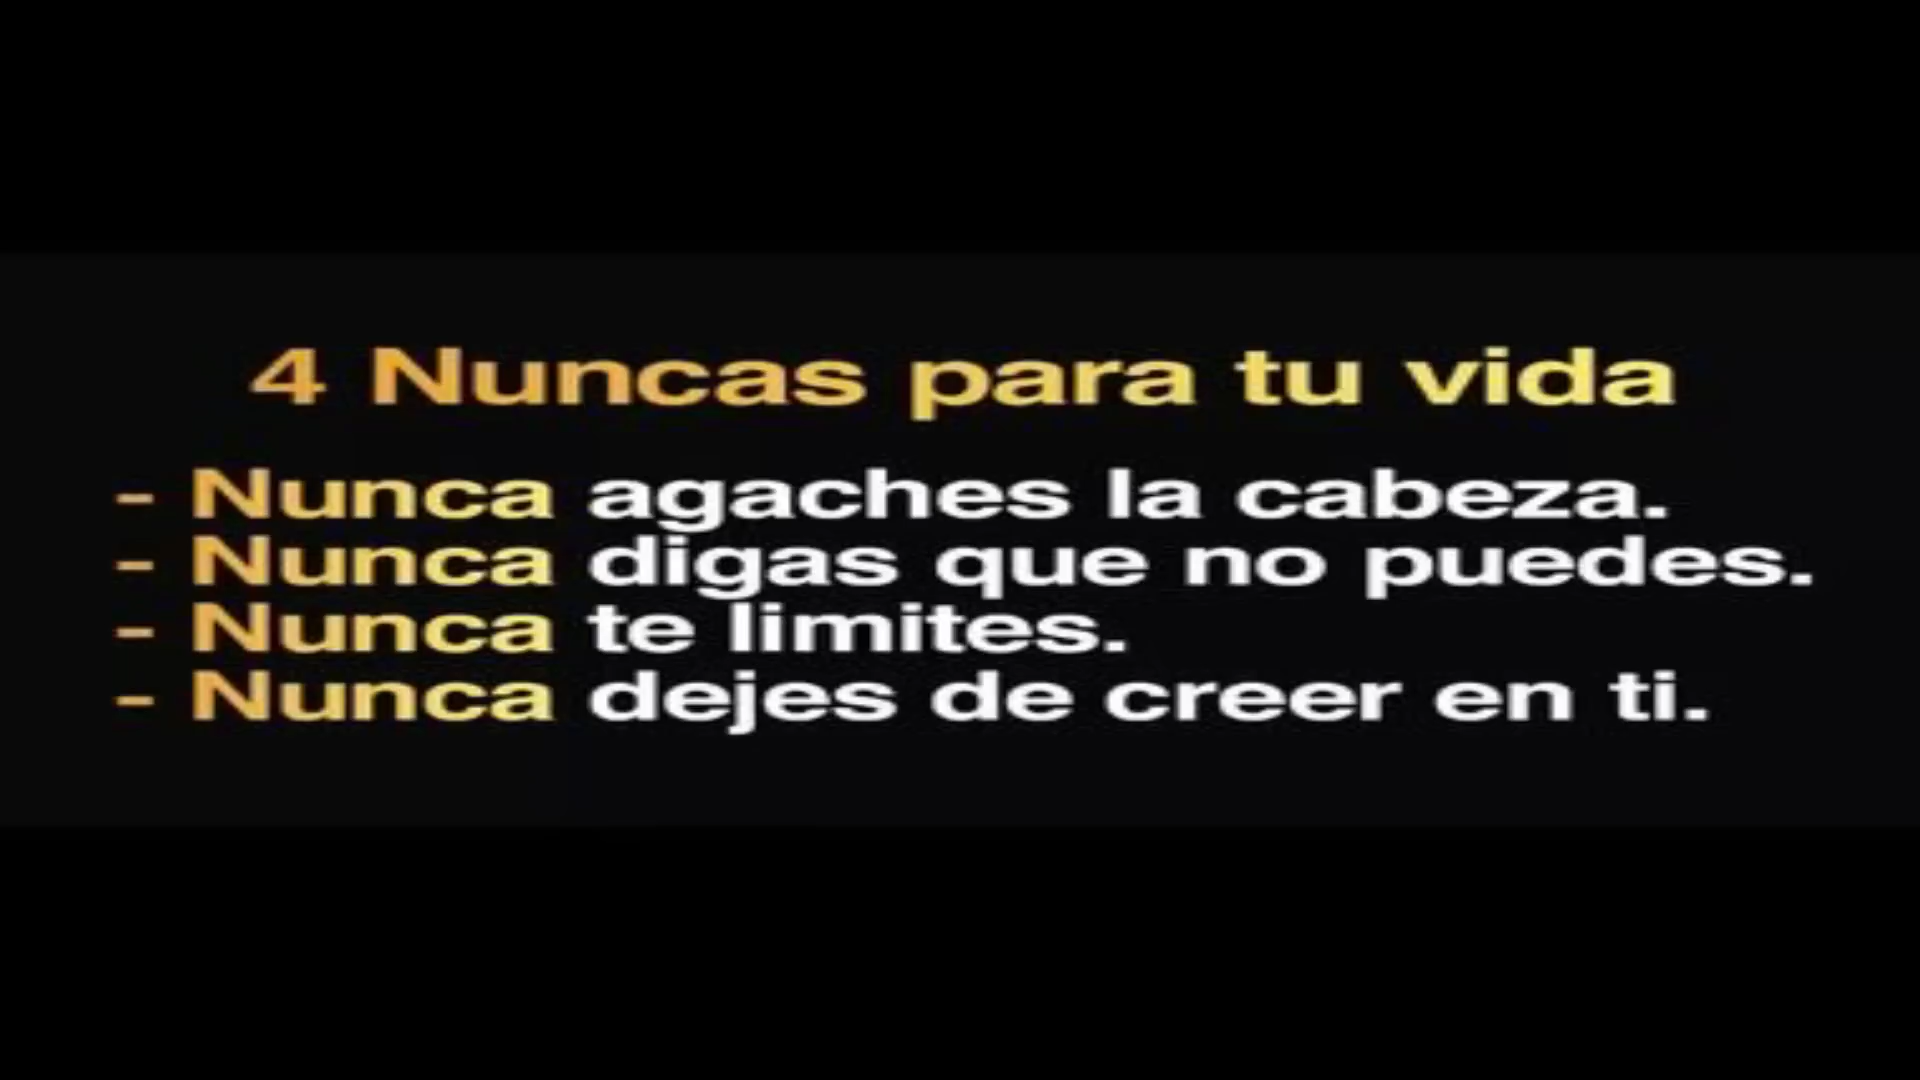 4 Nuncas para tu vida
- Nunca agaches la cabeza.
- Nunca digas que no puedes.
- Nunca te limites.
- Nunca dejes de creer en ti.